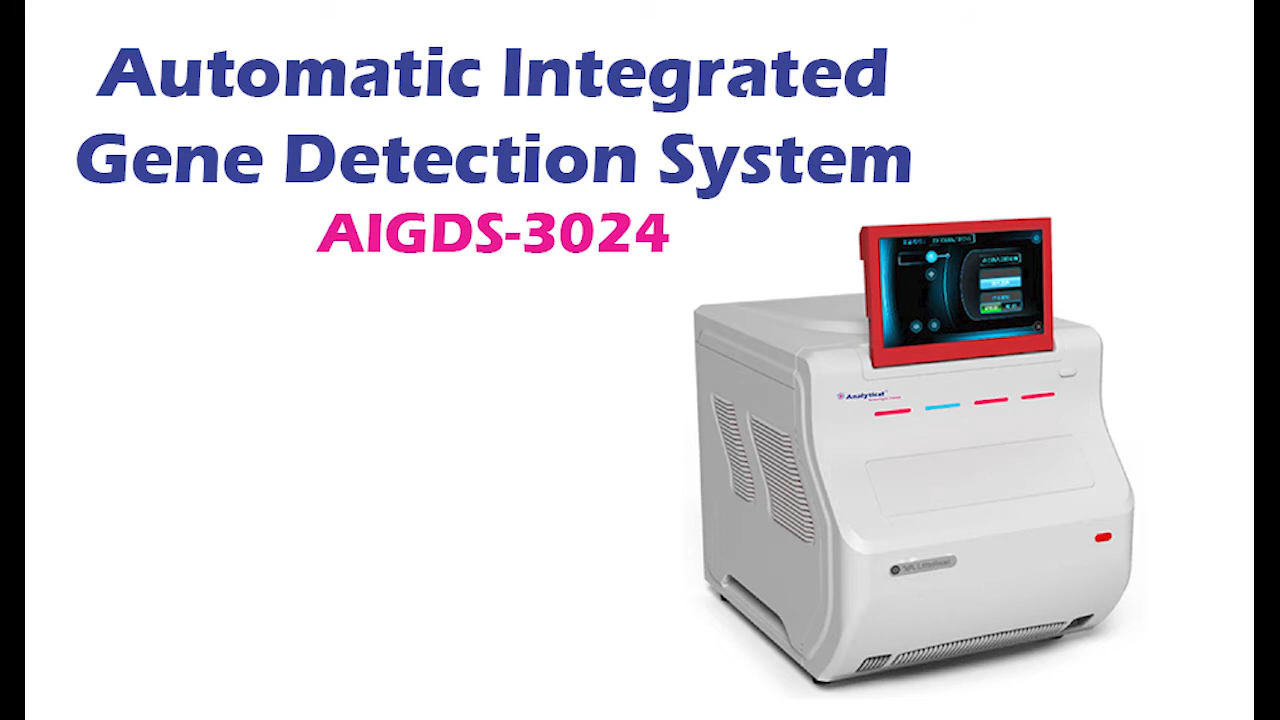 Automatic Integrated
Gene Detection System
AIGDS-3024
Analytical